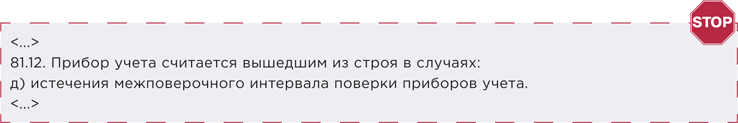 STOP
<...>
81.12. Прибор учета считается вышедшим из строя в случаях:
д) истечения межповерочного интервала поверки приборов учета.
<...>